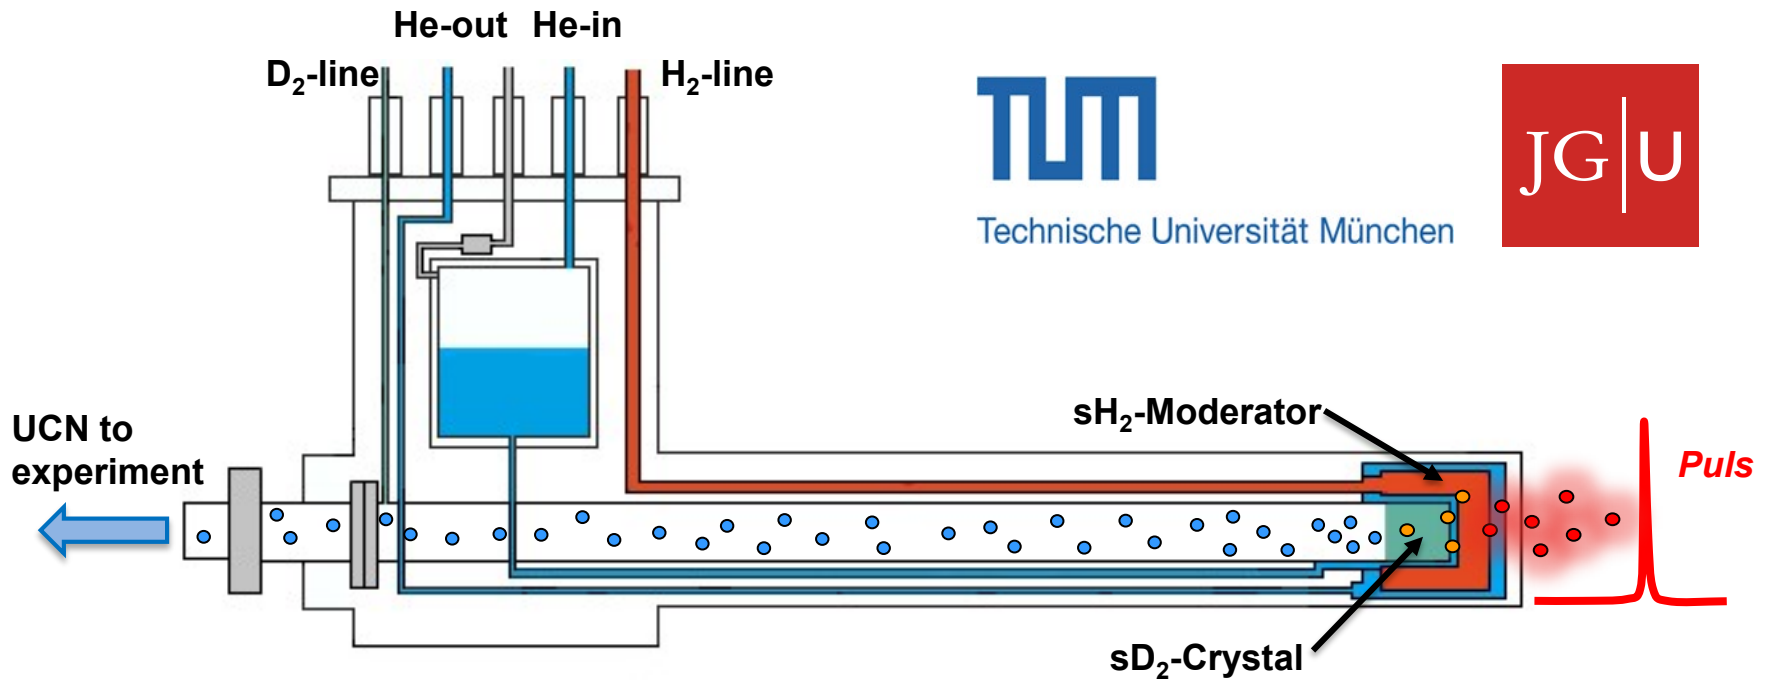 He-out He-in
D₂-line
H₂-line
TUM
Technische Universität München
JG|U
sH₂-Moderator
UCN to
experiment
Puls
sD₂-Crystal